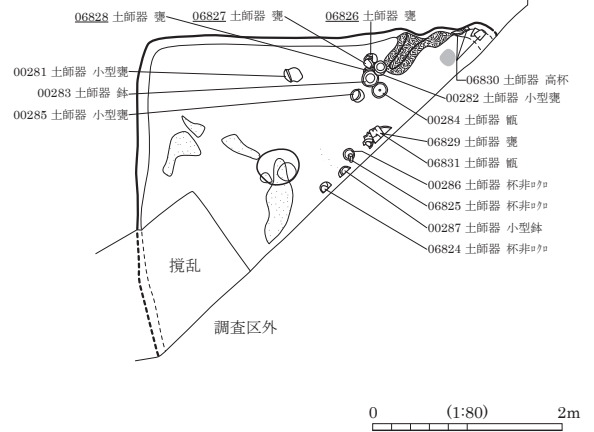 06828 土師器 甕
06827 土師器 甕
06826 土師器 甕
00281 土師器 小型甕
00283 土師器 鉢
00285 土師器 小型甕
06830 土師器 高杯
00282 土師器 小型甕
00284 土師器 甑
06829 土師器 甕
06831 土師器 甑
00286 土師器 杯非ﾛｸﾛ
06825 土師器 杯非ﾛｸﾛ
00287 土師器 小型鉢
06824 土師器 杯非ﾛｸﾛ
撹乱
調査区外
0 (1:80) 2m